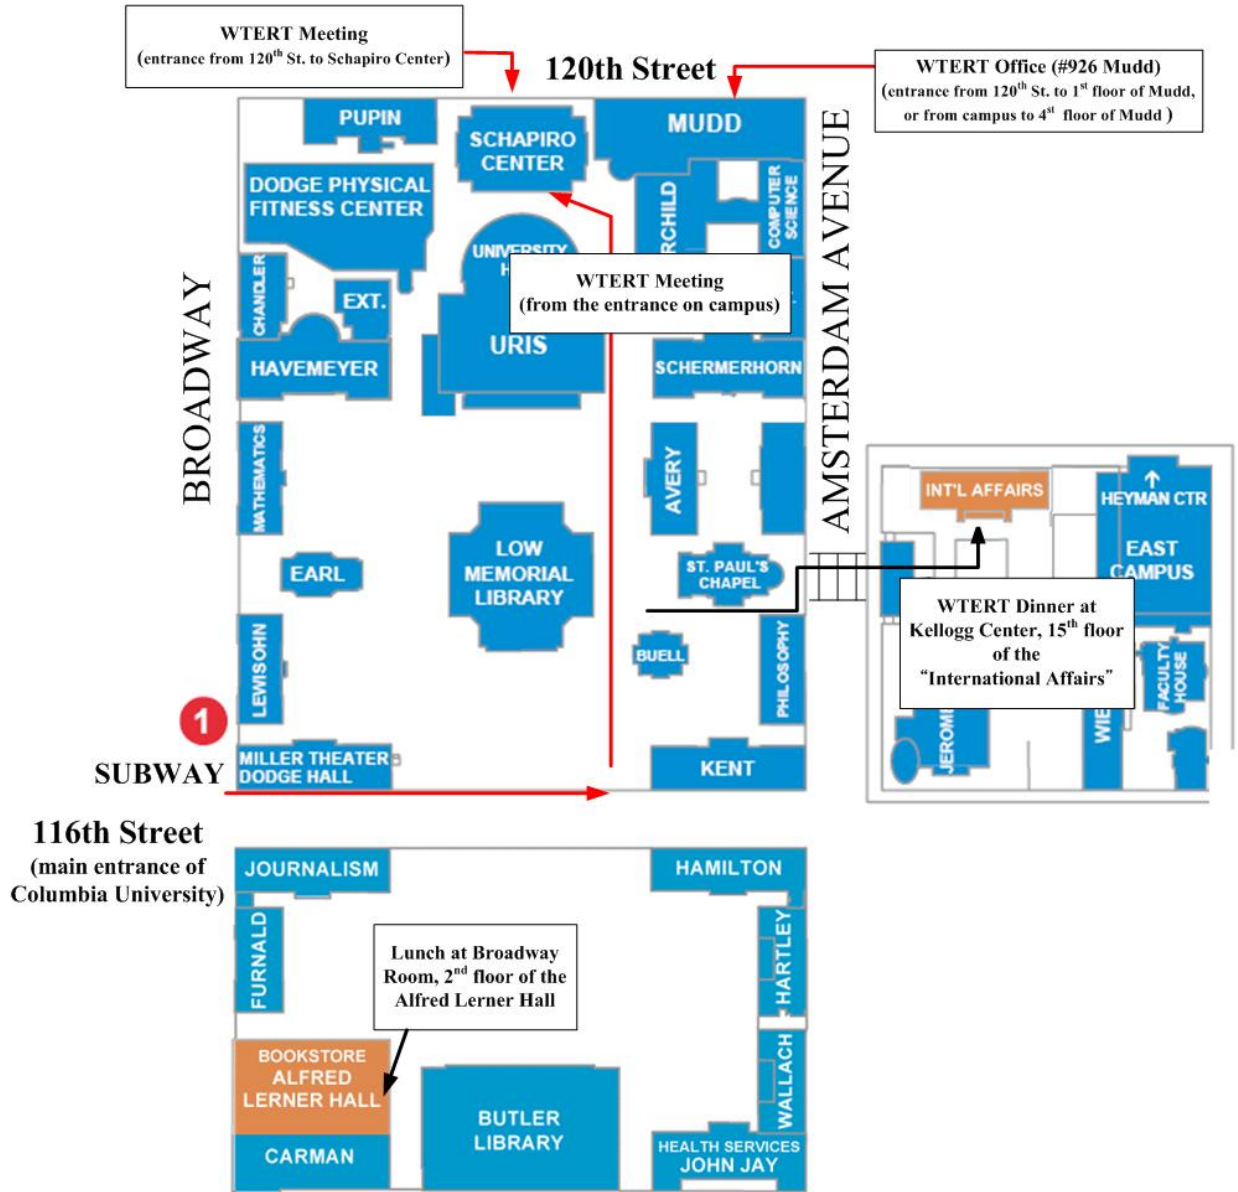 WTERT Meeting
(entrance from 120th St. to Schapiro Center)
120th Street
WTERT Office (#926 Mudd)
(entrance from 120th St. to 1st floor of Mudd,
or from campus to 4st floor of Mudd )
PUPIN
SCHAPIRO
CENTER
MUDD
DODGE PHYSICAL
FITNESS CENTER
RCHILD
COMPUTER
SCIENCE
BROADWAY
AMSTERDAM AVENUE
CHANDLER
EXT.
UNIVERSITY
H
WTERT Meeting
(from the entrance on campus)
URIS
HAVEMEYER
SCHERMERHORN
MATHEMATICS
AVERY
INT'L AFFAIRS
HEYMAN CTR
EAST
CAMPUS
EARL
LOW
MEMORIAL
LIBRARY
ST. PAUL'S
CHAPEL
WTERT Dinner at
Kellogg Center, 15th floor
of the
“International Affairs”
LEWISOHN
BUELL
PHILOSOPHY
FACULTY
HOUSE
JEROME
WIE
1
SUBWAY
MILLER THEATER
DODGE HALL
KENT
116th Street
(main entrance of
Columbia University)
JOURNALISM
HAMILTON
FURNALD
HARTLEY
Lunch at Broadway
Room, 2nd floor of the
Alfred Lerner Hall
BOOKSTORE
ALFRED
LERNER HALL
CARMAN
BUTLER
LIBRARY
WALLACH
HEALTH SERVICES
JOHN JAY